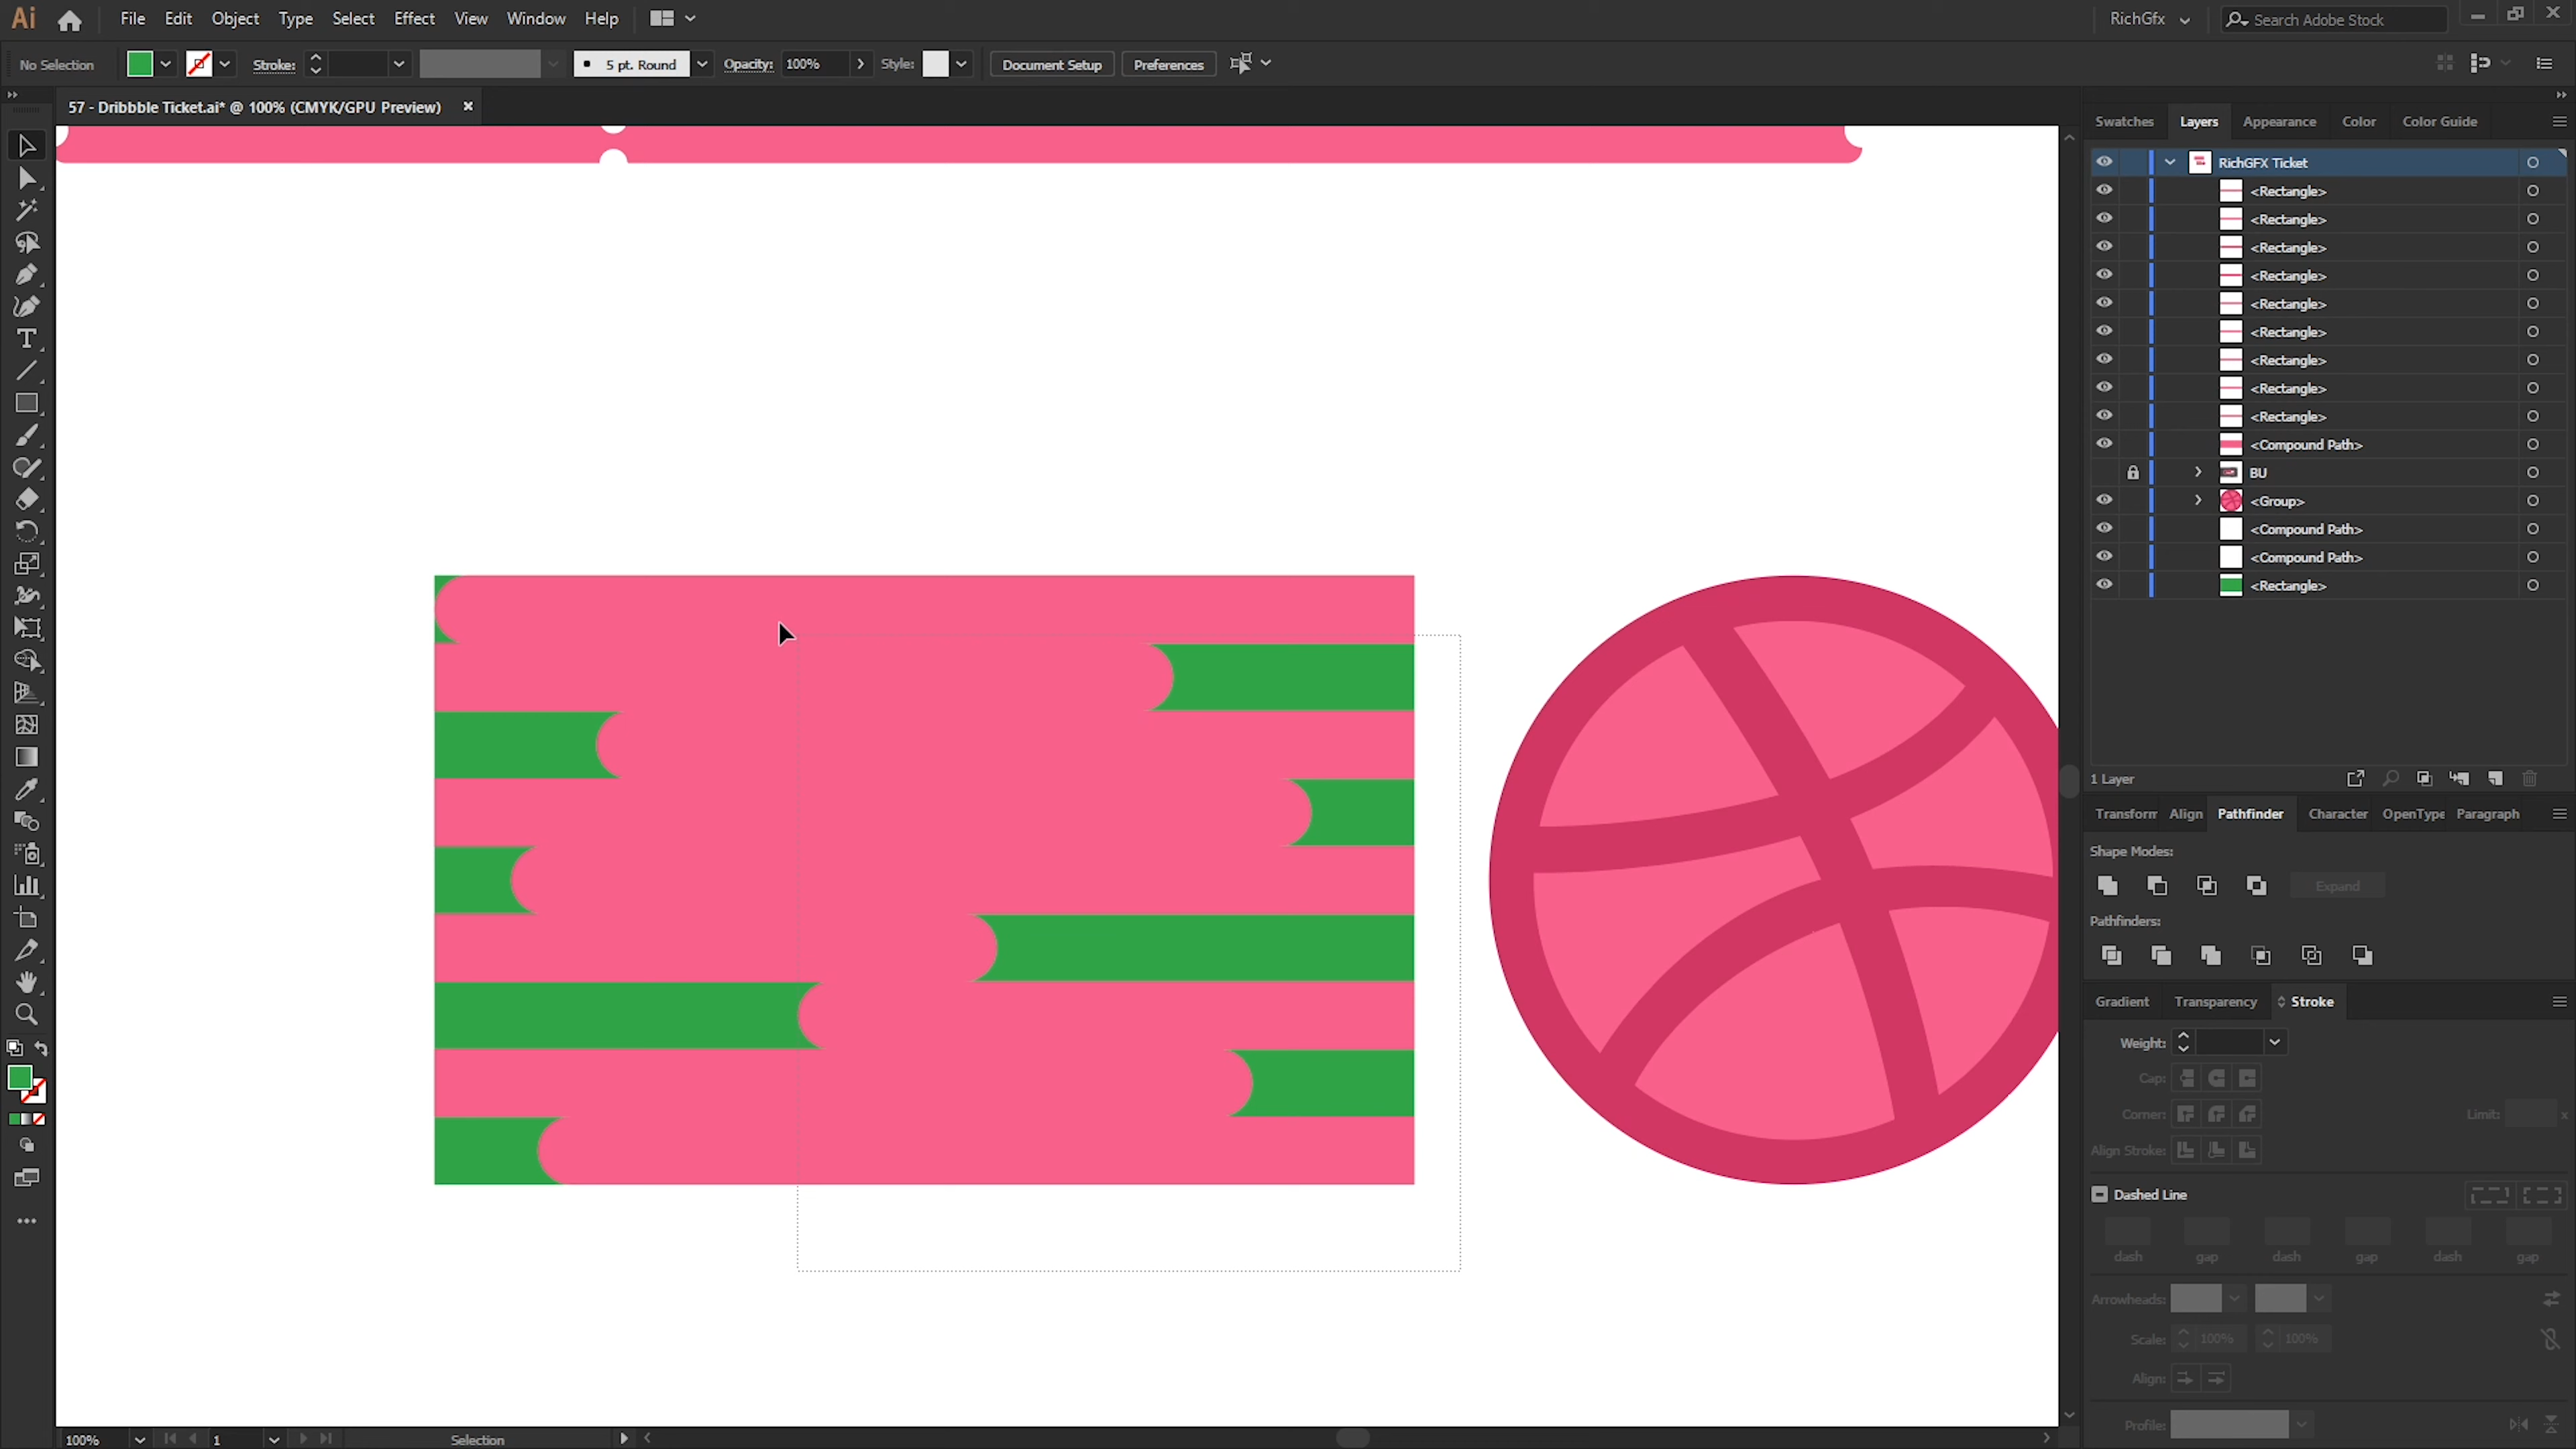 Ai File Edit Object Type Select Effect View Window Help RichGfx Search Adobe Stock
No Selection Stroke: 5 pt. Round Opacity: 100% Style: Document Setup Preferences
57 - Dribbble Ticket.ai* @ 100% (CMYK/GPU Preview)
Swatches Layers Appearance Color Color Guide
RichGFX Ticket
<Rectangle>
<Rectangle>
<Rectangle>
<Rectangle>
<Rectangle>
<Rectangle>
<Rectangle>
<Rectangle>
<Rectangle>
<Compound Path>
BU
<Group>
<Compound Path>
<Compound Path>
<Rectangle>
1 Layer
Transform Align Pathfinder Character OpenType Paragraph
Shape Modes:
Expand
Pathfinders:
Gradient Transparency Stroke
Weight:
Cap:
Corner: Limit: x
Align Stroke:
Dashed Line
dash gap dash gap dash gap
Arrowheads:
Scale: 100% 100%
Align:
Profile:
100% 1 Selection